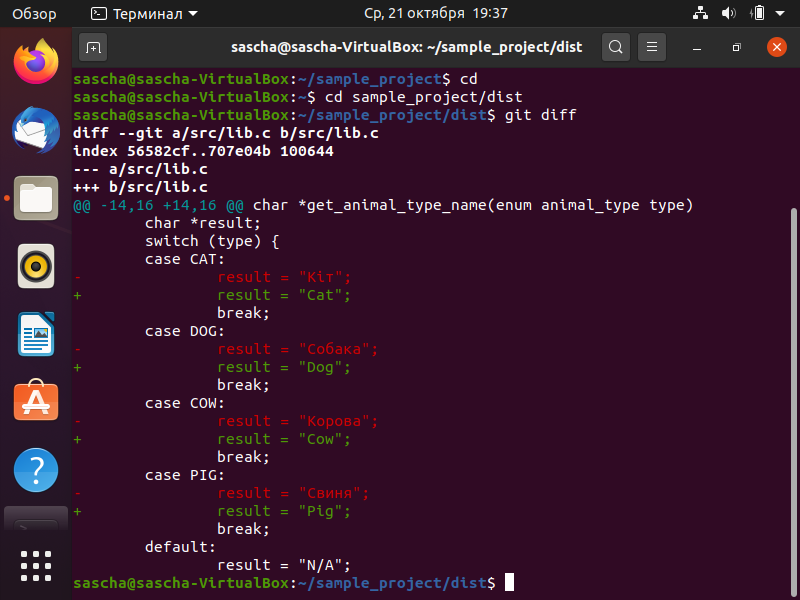 Обзор
Терминал
Ср, 21 октября 19:37
sascha@sascha-VirtualBox: ~/sample_project/dist
sascha@sascha-VirtualBox:~/sample_project$ cd
sascha@sascha-VirtualBox:~$ cd sample_project/dist
sascha@sascha-VirtualBox:~/sample_project/dist$ git diff
diff --git a/src/lib.c b/src/lib.c
index 56582cf..707e04b 100644
--- a/src/lib.c
+++ b/src/lib.c
@@ -14,16 +14,16 @@ char *get_animal_type_name(enum animal_type type)
        char *result;
        switch (type) {
        case CAT:
-               result = "Кіт";
+               result = "Cat";
                break;
        case DOG:
-               result = "Собака";
+               result = "Dog";
                break;
        case COW:
-               result = "Корова";
+               result = "Cow";
                break;
        case PIG:
-               result = "Свиня";
+               result = "Pig";
                break;
        default:
                result = "N/A";
sascha@sascha-VirtualBox:~/sample_project/dist$